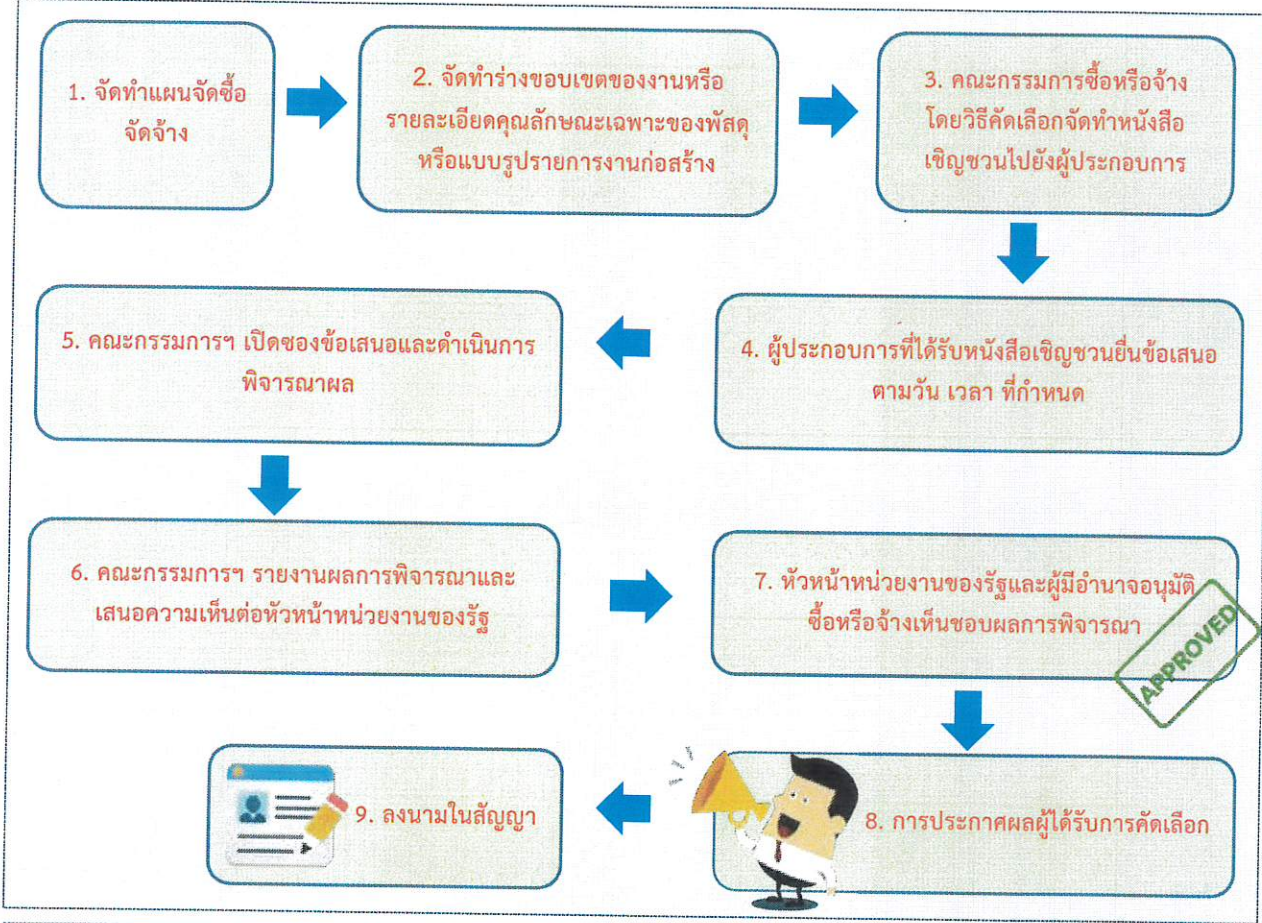 1. จัดทำแผนจัดซื้อ
จัดจ้าง
2. จัดทำร่างขอบเขตของงานหรือ
รายละเอียดคุณลักษณะเฉพาะของพัสดุ
หรือแบบรูปรายการงานก่อสร้าง
3. คณะกรรมการซื้อหรือจ้าง
โดยวิธีคัดเลือกจัดทำหนังสือ
เชิญชวนไปยังผู้ประกอบการ
4. ผู้ประกอบการที่ได้รับหนังสือเชิญชวนยื่นข้อเสนอ
ตามวัน เวลา ที่กำหนด
5. คณะกรรมการฯ เปิดซองข้อเสนอและดำเนินการ
พิจารณาผล
6. คณะกรรมการฯ รายงานผลการพิจารณาและ
เสนอความเห็นต่อหัวหน้าหน่วยงานของรัฐ
7. หัวหน้าหน่วยงานของรัฐและผู้มีอำนาจอนุมัติ
ซื้อหรือจ้างเห็นชอบผลการพิจารณา
APPROVED
8. การประกาศผลผู้ได้รับการคัดเลือก
9. ลงนามในสัญญา